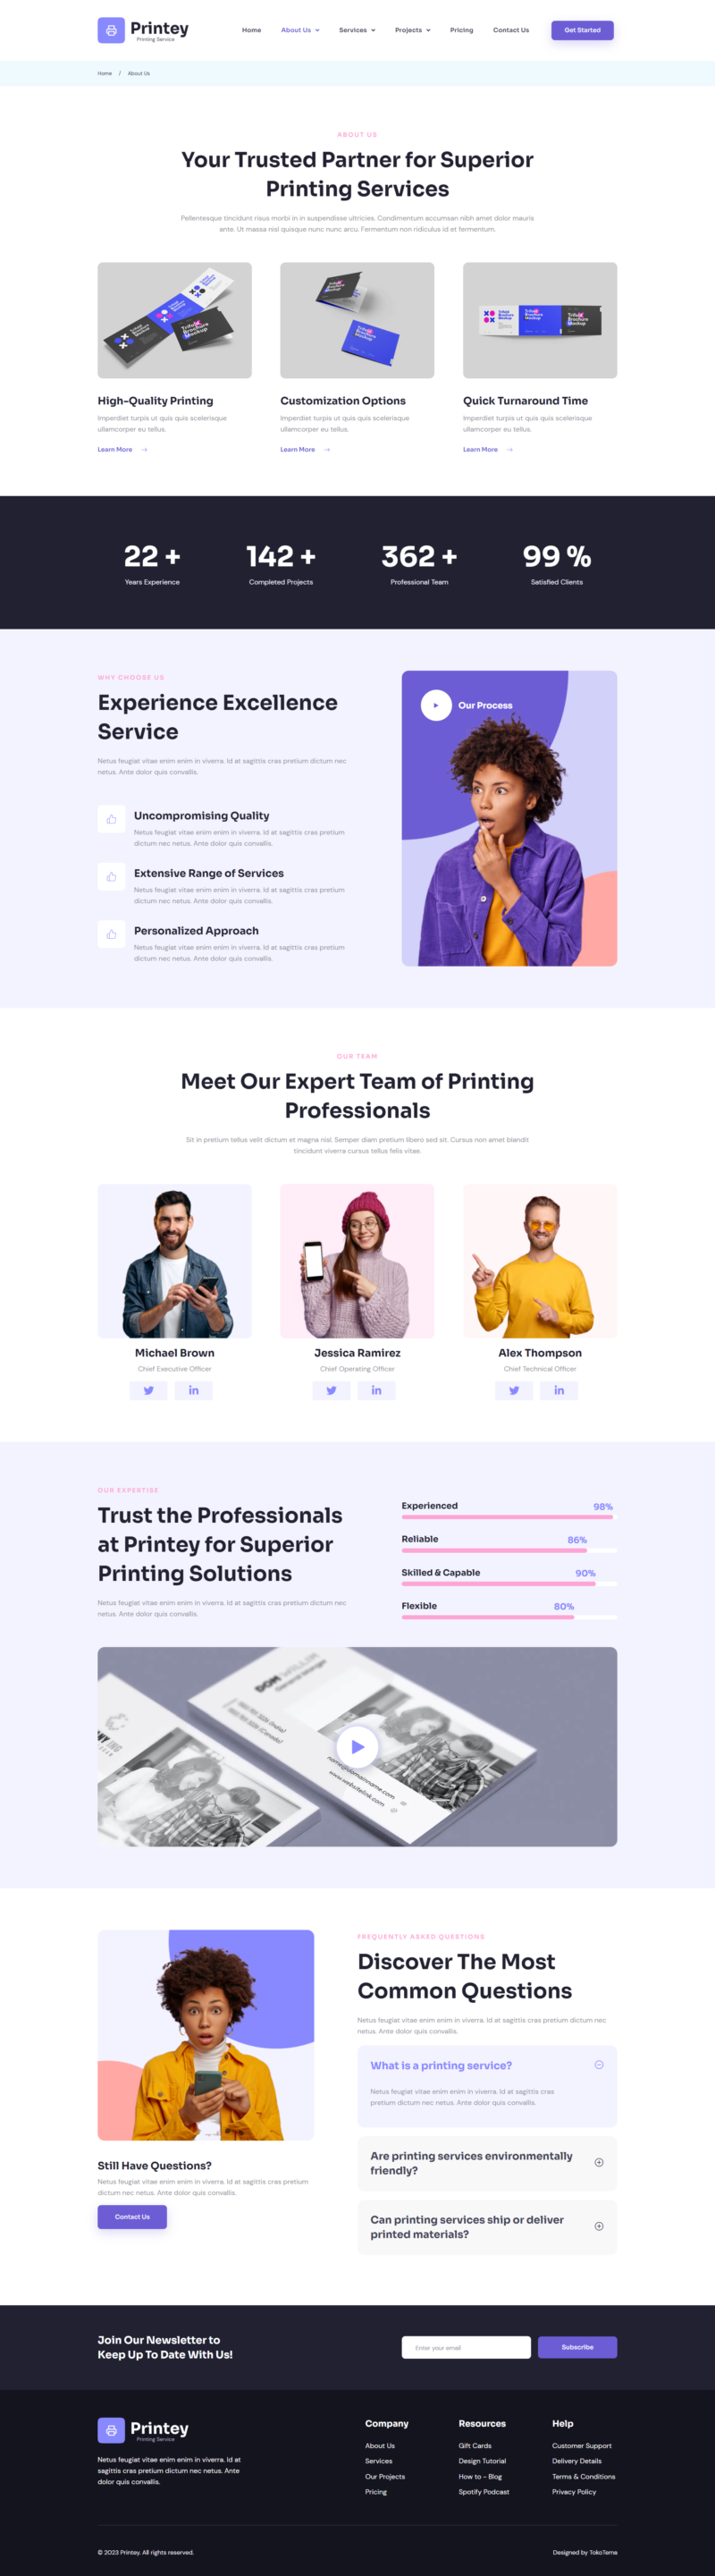 Printey
Printing Service
Home
About Us
Services
Projects
Pricing
Contact Us
Get Started
Home / About Us
ABOUT US
Your Trusted Partner for Superior
Printing Services
Pellentesque tincidunt risus morbi in in suspendisse ultricies. Condimentum accumsan nibh amet dolor mauris
ante. Ut massa nisl quisque nunc nunc arcu. Fermentum non ridiculus id et fermentum.
High-Quality Printing
Imperdiet turpis ut quis quis scelerisque
ullamcorper eu tellus.
Learn More
Customization Options
Imperdiet turpis ut quis quis scelerisque
ullamcorper eu tellus.
Learn More
Quick Turnaround Time
Imperdiet turpis ut quis quis scelerisque
ullamcorper eu tellus.
Learn More
22 +
Years Experience
142 +
Completed Projects
362 +
Professional Team
99 %
Satisfied Clients
WHY CHOOSE US
Experience Excellence
Service
Netus feugiat vitae enim enim in viverra. Id at sagittis cras pretium dictum nec
netus. Ante dolor quis convallis.
Uncompromising Quality
Netus feugiat vitae enim enim in viverra. Id at sagittis cras pretium
dictum nec netus. Ante dolor quis convallis.
Extensive Range of Services
Netus feugiat vitae enim enim in viverra. Id at sagittis cras pretium
dictum nec netus. Ante dolor quis convallis.
Personalized Approach
Netus feugiat vitae enim enim in viverra. Id at sagittis cras pretium
dictum nec netus. Ante dolor quis convallis.
Our Process
OUR TEAM
Meet Our Expert Team of Printing
Professionals
Sit in pretium tellus velit dictum et magna nisl. Semper diam pretium libero sed sit. Cursus non amet blandit
tincidunt viverra cursus tellus felis vitae.
Michael Brown
Chief Executive Officer
Jessica Ramirez
Chief Operating Officer
Alex Thompson
Chief Technical Officer
OUR EXPERTISE
Trust the Professionals
at Printey for Superior
Printing Solutions
Netus feugiat vitae enim enim in viverra. Id at sagittis cras pretium dictum nec
netus. Ante dolor quis convallis.
Experienced
98%
Reliable
86%
Skilled & Capable
90%
Flexible
80%
name@domainname.com
www.websitelink.com
FREQUENTLY ASKED QUESTIONS
Discover The Most
Common Questions
Netus feugiat vitae enim enim in viverra. Id at sagittis cras pretium dictum nec
netus. Ante dolor quis convallis.
What is a printing service?
Netus feugiat vitae enim enim in viverra. Id at sagittis cras
pretium dictum nec netus. Ante dolor quis convallis.
Are printing services environmentally
friendly?
Can printing services ship or deliver
printed materials?
Still Have Questions?
Netus feugiat vitae enim enim in viverra. Id at sagittis cras pretium
dictum nec netus. Ante dolor quis convallis.
Contact Us
Join Our Newsletter to
Keep Up To Date With Us!
Enter your email
Subscribe
Printey
Printing Service
Netus feugiat vitae enim enim in viverra. Id at
sagittis cras pretium dictum nec netus. Ante
dolor quis convallis.
Company
About Us
Services
Our Projects
Pricing
Resources
Gift Cards
Design Tutorial
How to - Blog
Spotify Podcast
Help
Customer Support
Delivery Details
Terms & Conditions
Privacy Policy
© 2023 Printey. All rights reserved.
Designed by TokoTema